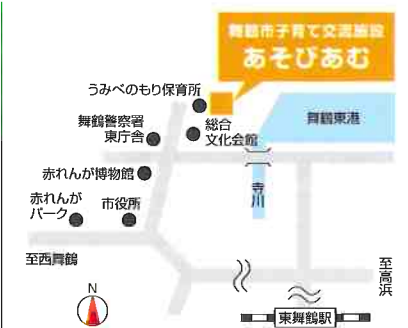 舞鶴市子育て交流施設
あそびあむ
うみべのもり保育所
舞鶴警察署
東庁舎
総合
文化会館
舞鶴東港
赤れんが博物館
寺川
赤れんが
パーク
市役所
至西舞鶴
至高浜
N
東舞鶴駅